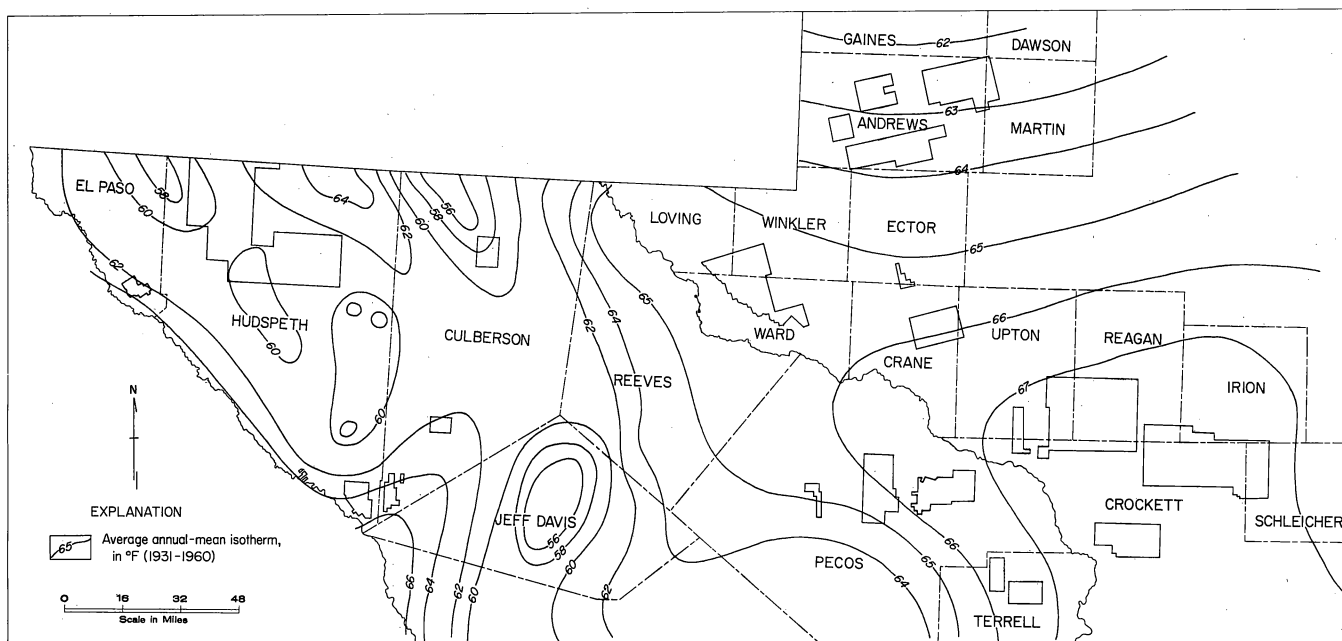 GAINES
62
DAWSON
63
ANDREWS
MARTIN
64
EL PASO
58
60
64
62
60
58
56
LOVING
WINKLER
ECTOR
65
62
HUDSPETH
60
CULBERSON
62
64
65
WARD
66
UPTON
REAGAN
CRANE
REEVES
IRION
67
60
N
EXPLANATION
65
Average annual-mean isotherm,
in °F (1931-1960)
JEFF DAVIS
56
58
60
62
CROCKETT
SCHLEICHER
66
65
64
PECOS
66
64
62
60
TERRELL
0 16 32 48
Scale in Miles